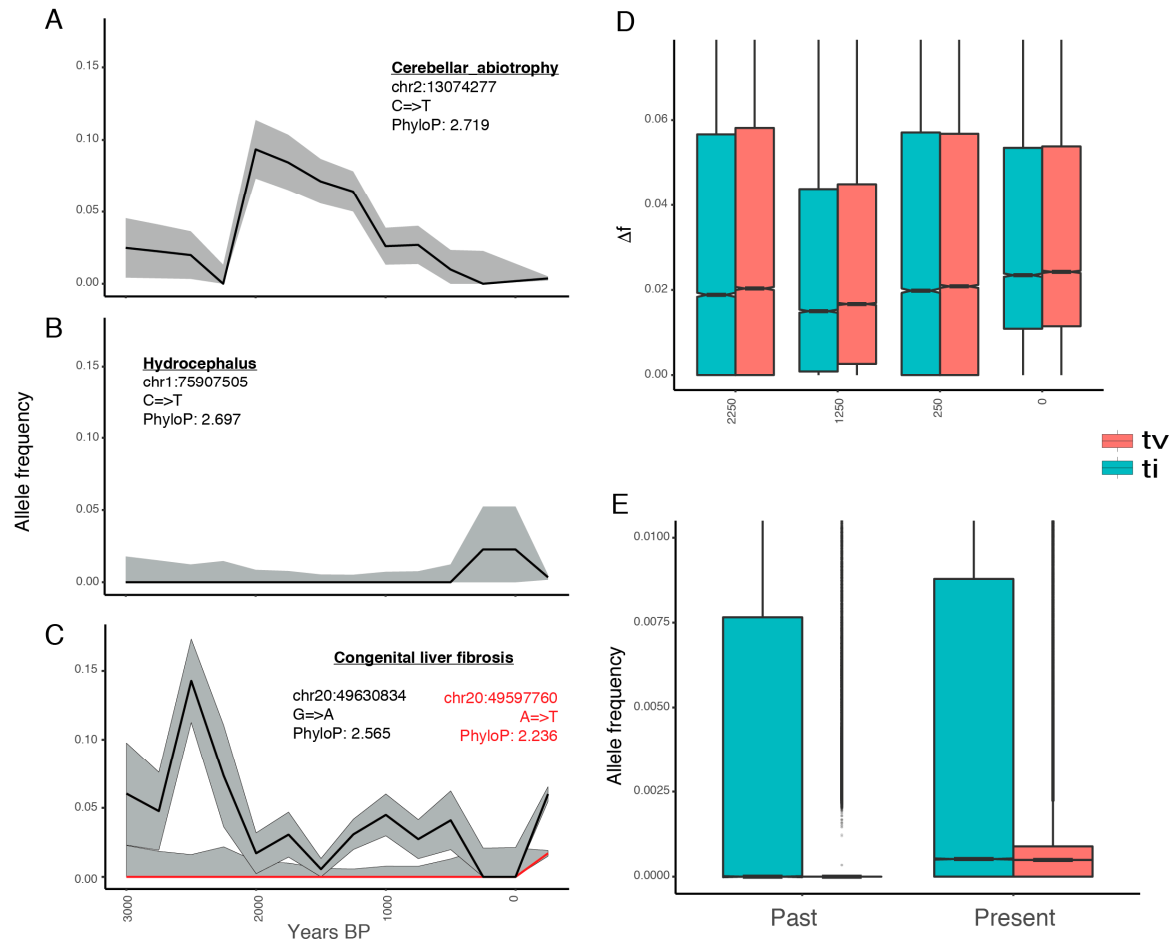 A
0.15
0.10
0.05
0.00
Cerebellar_abiotrophy
chr2:13074277
C=>T
PhyloP: 2.719
B
0.15
0.10
0.05
0.00
Hydrocephalus
chr1:75907505
C=>T
PhyloP: 2.697
Allele frequency
C
0.15
0.10
0.05
0.00
Congenital liver fibrosis
chr20:49630834
G=>A
PhyloP: 2.565
chr20:49597760
A=>T
PhyloP: 2.236
3000
2000
1000
0
Years BP
D
0.06
0.04
0.02
0.00
Δf
2250
1250
250
0
tv
ti
E
0.0100
0.0075
0.0050
0.0025
0.0000
Allele frequency
Past
Present